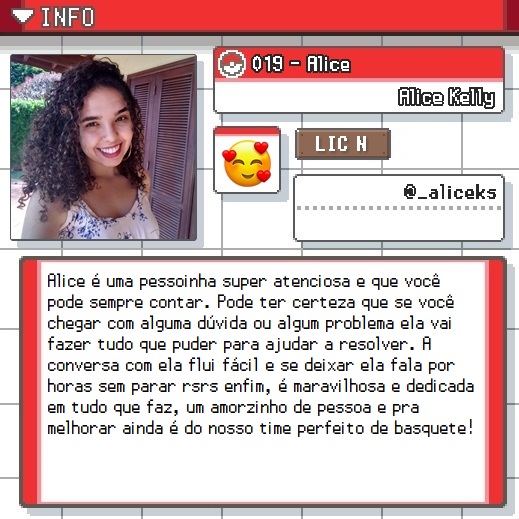 INFO
019 - Alice
Alice Kelly
LIC N
@_aliceks
Alice é uma pessoinha super atenciosa e que você
pode sempre contar. Pode ter certeza que se você
chegar com alguma dúvida ou algum problema ela vai
fazer tudo que puder para ajudar a resolver. A
conversa com ela flui fácil e se deixar ela fala por
horas sem parar rsrs enfim, é maravilhosa e dedicada
em tudo que faz, um amorzinho de pessoa e pra
melhorar ainda é do nosso time perfeito de basquete!